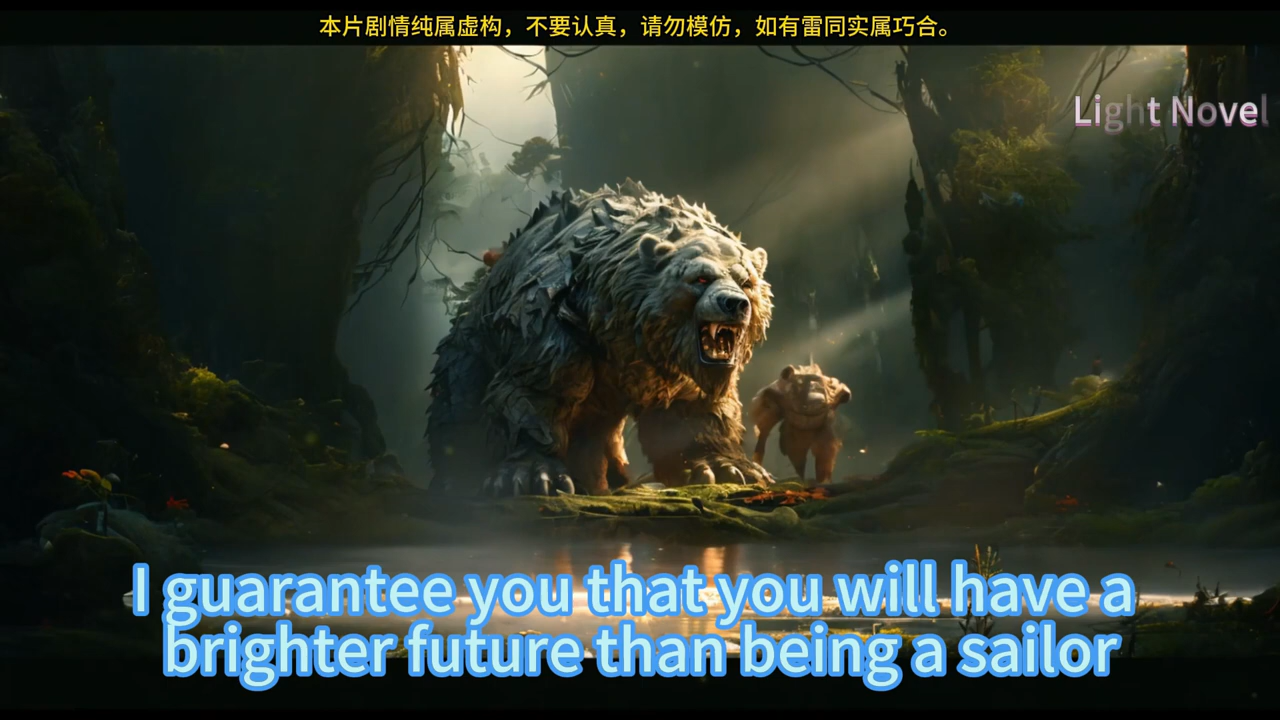 本片剧情纯属虚构，不要认真，请勿模仿，如有雷同实属巧合。
Light Novel
I guarantee you that you will have a
brighter future than being a sailor